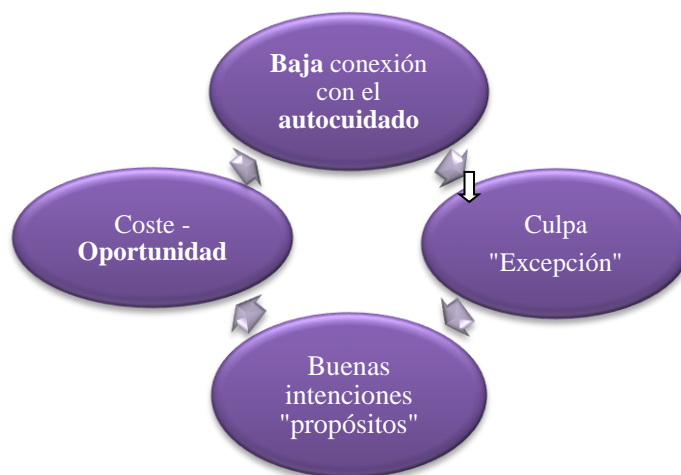 Baja conexión
con el
autocuidado
Culpa
"Excepción"
Buenas
intenciones
"propósitos"
Coste -
Oportunidad